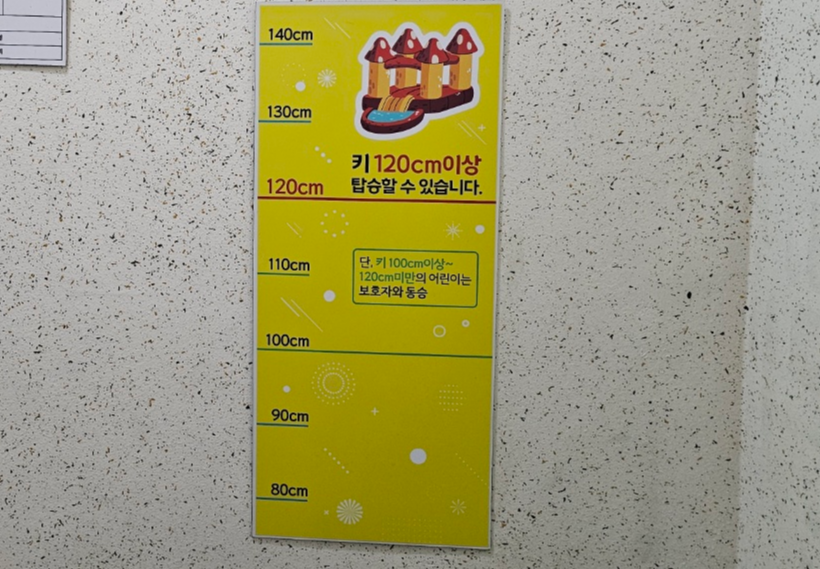 140cm
130cm
키 120cm이상
탑승할 수 있습니다.
120cm
110cm
단, 키 100cm이상~
120cm미만의 어린이는
보호자와 동승
100cm
90cm
80cm